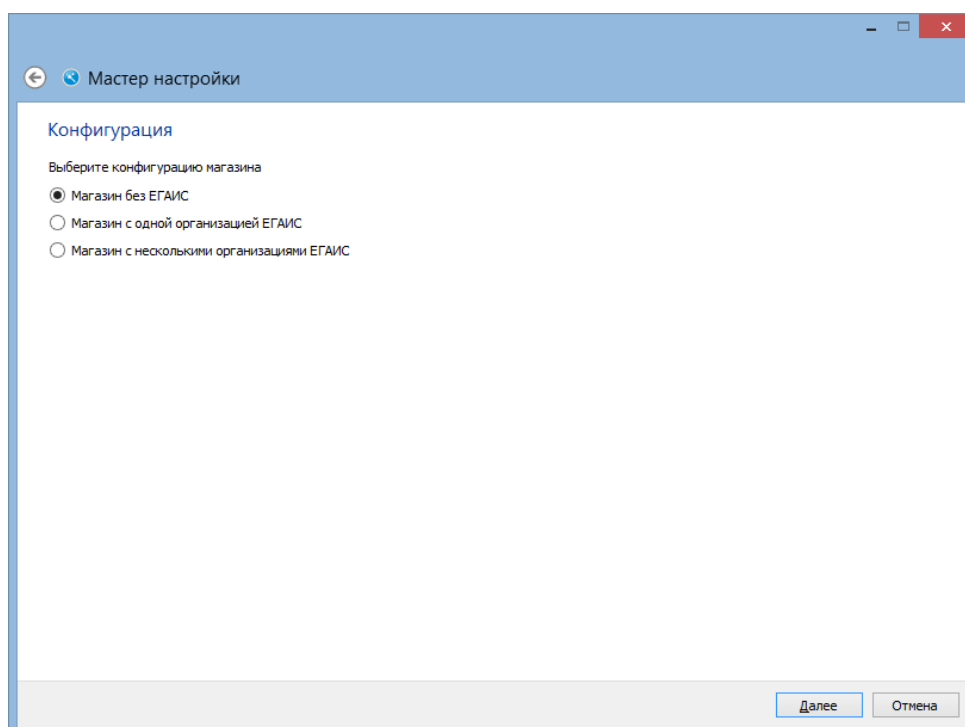 Мастер настройки
Конфигурация
Выберите конфигурацию магазина
Магазин без ЕГАИС
Магазин с одной организацией ЕГАИС
Магазин с несколькими организациями ЕГАИС
Далее
Отмена